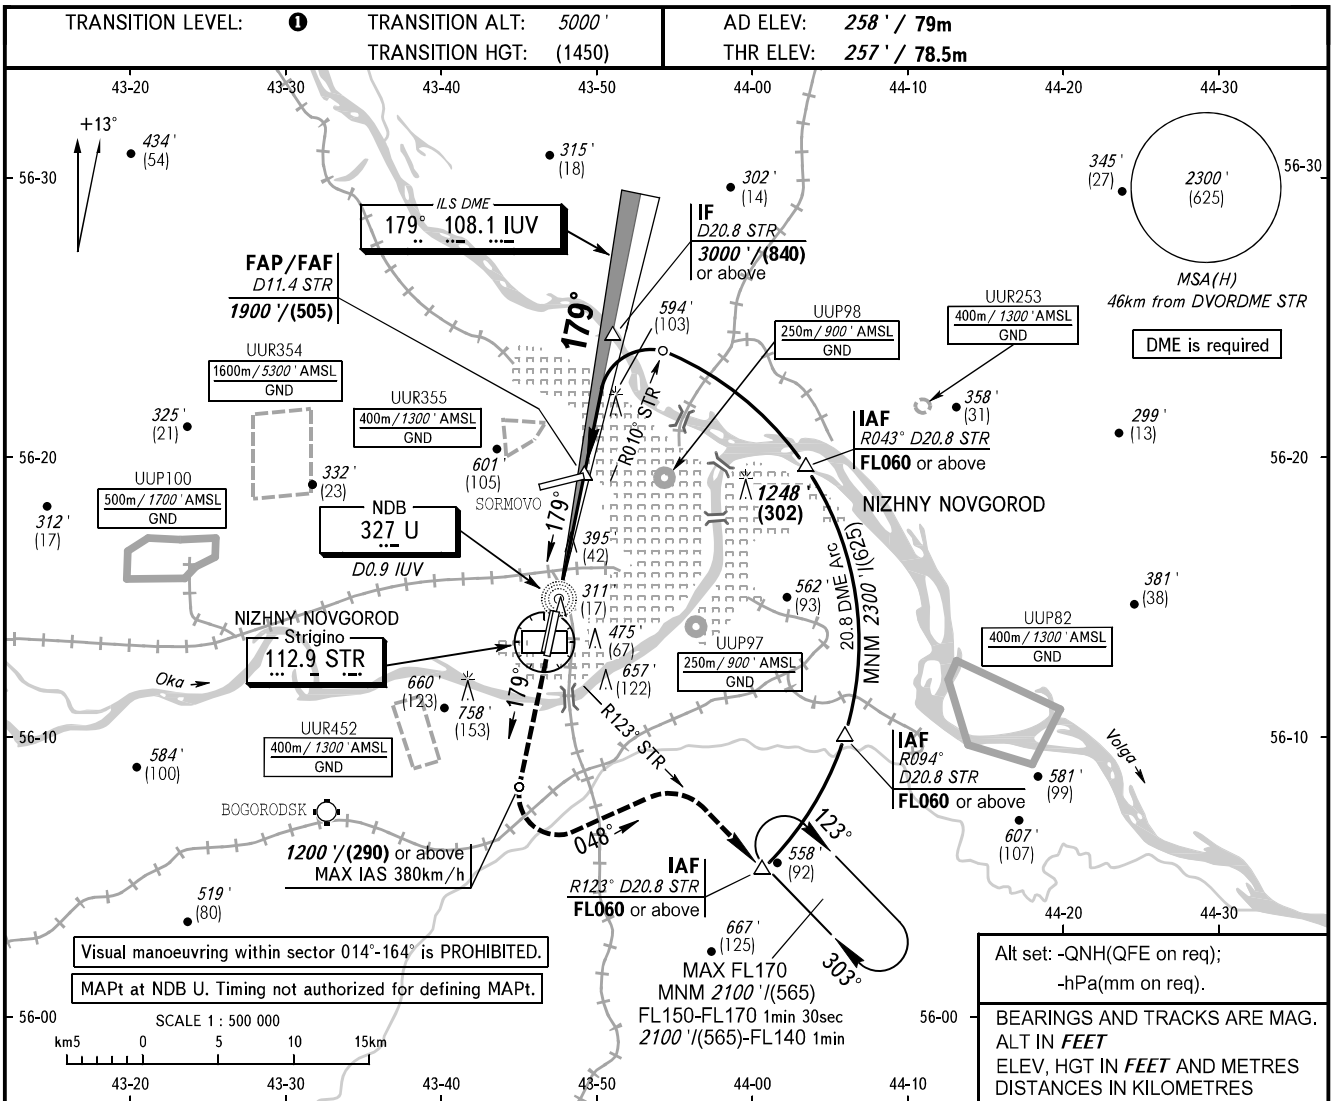 TRANSITION LEVEL: 1 TRANSITION ALT: 5000 '
TRANSITION HGT: (1450)
AD ELEV: 258 ' / 79m
THR ELEV: 257 ' / 78.5m
43-20 43-30 43-40 43-50 44-00 44-10 44-20 44-30
+13°
434 '
(54)
315 '
(18)
302 '
(14)
345 '
(27)
56-30
56-30
2300 '
(625)
MSA(H)
46km from DVORDME STR
DME is required
ILS DME
179° 108.1 IUV
IF
D20.8 STR
3000 '/(840)
or above
FAP/FAF
D11.4 STR
1900 '/(505)
179°
594 '
(103)
UUP98
250m/900 ' AMSL
GND
UUR253
400m/1300 ' AMSL
GND
UUR354
1600m/5300 ' AMSL
GND
UUR355
400m/1300 ' AMSL
GND
325 '
(21)
R010° STR
358 '
(31)
299 '
(13)
IAF
R043° D20.8 STR
FL060 or above
56-20
56-20
601 '
(105)
332 '
(23)
UUP100
500m/1700 ' AMSL
GND
SORMOVO
312 '
(17)
NDB
327 U
D0.9 IUV
179°
1248 '
(302)
NIZHNY NOVGOROD
395 '
(42)
20.8 DME Arc
MNM 2300 '/(625)
311 '
(17)
562 '
(93)
381 '
(38)
NIZHNY NOVGOROD
Strigino
112.9 STR
475 '
(67)
UUP97
250m/900 ' AMSL
GND
UUP82
400m/1300 ' AMSL
GND
657 '
(122)
Oka
660 '
(123)
758 '
(153)
179°
R123° STR
UUR452
400m/1300 ' AMSL
GND
56-10
56-10
584 '
(100)
IAF
R094°
D20.8 STR
FL060 or above
Volga
581 '
(99)
607 '
(107)
BOGORODSK
048°
123°
1200 '/(290) or above
MAX IAS 380km/h
558 '
(92)
IAF
R123° D20.8 STR
FL060 or above
519 '
(80)
667 '
(125)
303°
44-20 44-30
Visual manoeuvring within sector 014°-164° is PROHIBITED.
MAPt at NDB U. Timing not authorized for defining MAPt.
MAX FL170
MNM 2100 '/(565)
FL150-FL170 1min 30sec
2100 '/(565)-FL140 1min
Alt set: -QNH(QFE on req);
-hPa(mm on req).
56-00
56-00
SCALE 1 : 500 000
km5 0 5 10 15km
BEARINGS AND TRACKS ARE MAG.
ALT IN FEET
ELEV, HGT IN FEET AND METRES
DISTANCES IN KILOMETRES
43-20 43-30 43-40 43-50 44-00 44-10